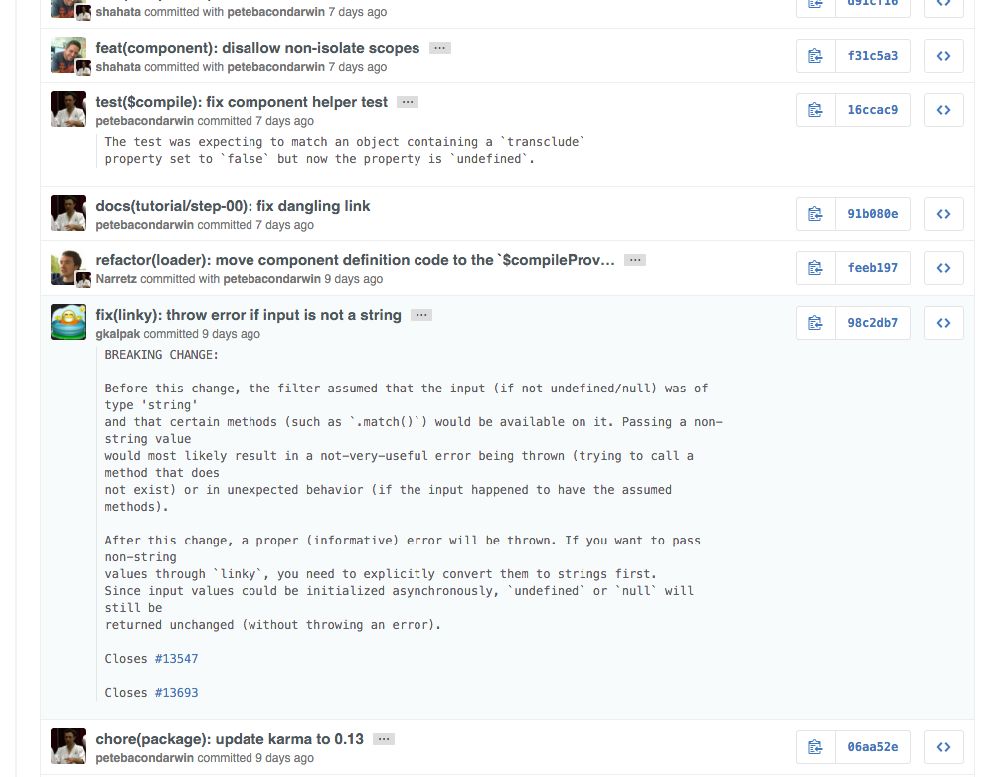 shahata committed with petebacondarwin 7 days ago
feat(component): disallow non-isolate scopes …
shahata committed with petebacondarwin 7 days ago
f31c5a3
test($compile): fix component helper test …
petebacondarwin committed 7 days ago
16ccac9
The test was expecting to match an object containing a `transclude`
property set to `false` but now the property is `undefined`.
docs(tutorial/step-00): fix dangling link
petebacondarwin committed 7 days ago
91b080e
refactor(loader): move component definition code to the `$compileProv… …
Narretz committed with petebacondarwin 9 days ago
feeb197
fix(linky): throw error if input is not a string …
gkalpak committed 9 days ago
98c2db7
BREAKING CHANGE:
Before this change, the filter assumed that the input (if not undefined/null) was of
type 'string'
and that certain methods (such as `.match()`) would be available on it. Passing a non-
string value
would most likely result in a not-very-useful error being thrown (trying to call a
method that does
not exist) or in unexpected behavior (if the input happened to have the assumed
methods).
After this change, a proper (informative) error will be thrown. If you want to pass
non-string
values through `linky`, you need to explicitly convert them to strings first.
Since input values could be initialized asynchronously, `undefined` or `null` will
still be
returned unchanged (without throwing an error).
Closes #13547
Closes #13693
chore(package): update karma to 0.13 …
petebacondarwin committed 9 days ago
06aa52e